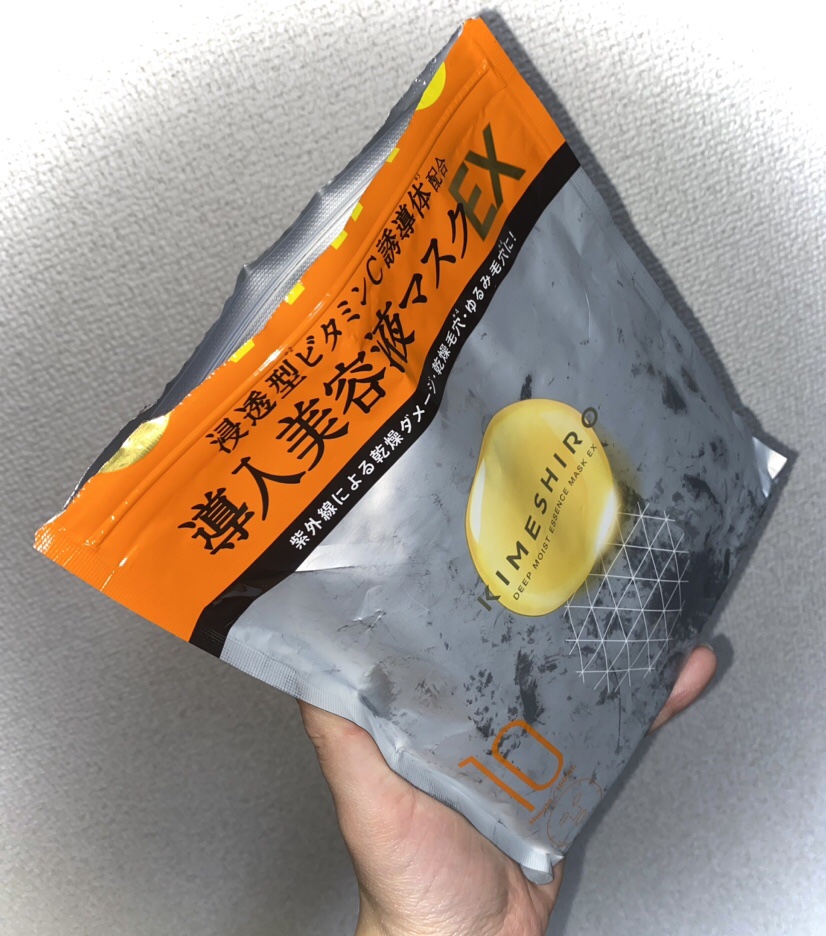 浸透型ビタミンC誘導体配合
導入美容液マスクEX
紫外線による乾燥ダメージ・乾燥毛穴・ゆるみ毛穴に!
KIMESHIRO
DEEP MOIST ESSENCE MASK EX
10